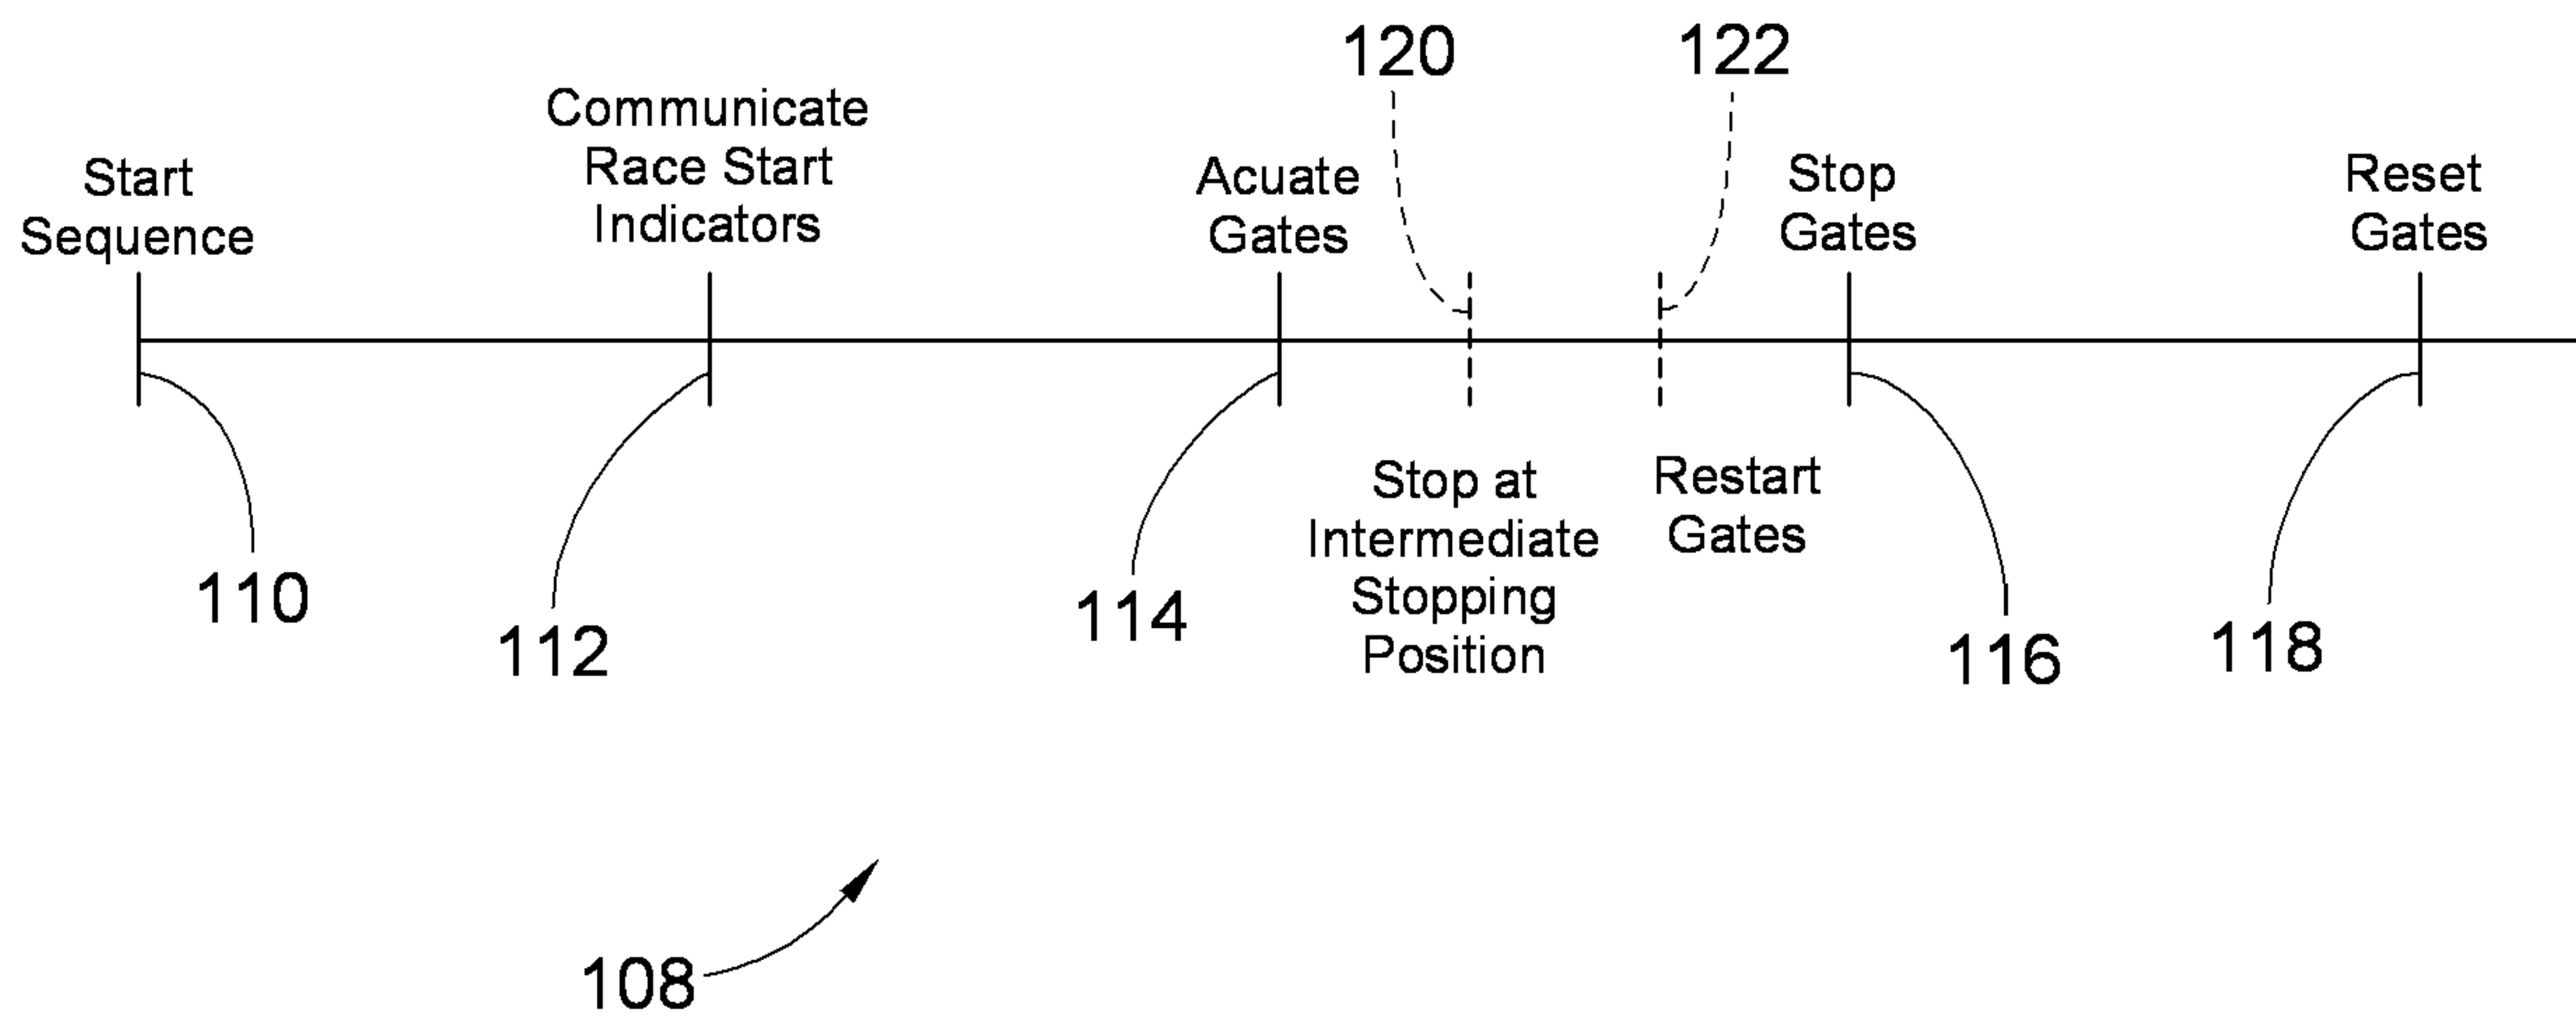 120
122
Communicate
Race Start
Indicators
Start
Sequence
Acuate
Gates
Stop
Gates
Reset
Gates
Stop at
Intermediate
Stopping
Position
Restart
Gates
110
112
114
116
118
108